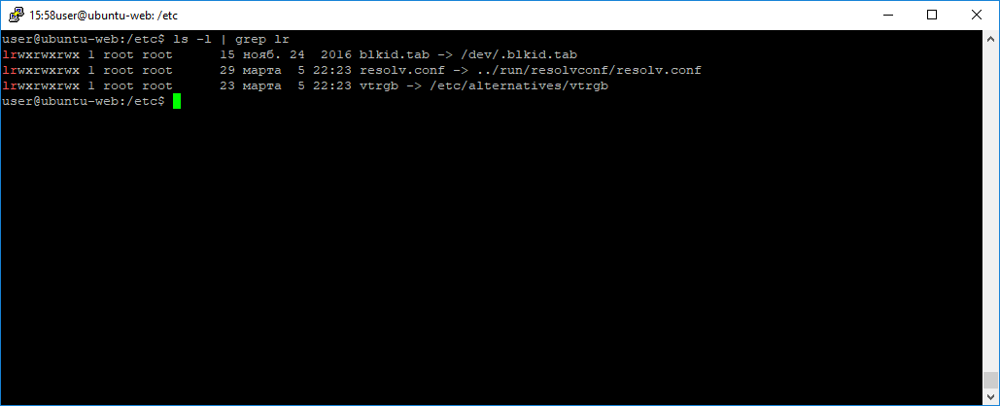 15:58user@ubuntu-web: /etc
user@ubuntu-web:/etc$ ls -l | grep lr
lrwxrwxrwx 1 root root      15 нояб. 24  2016 blkid.tab -> /dev/.blkid.tab
lrwxrwxrwx 1 root root      29 марта  5 22:23 resolv.conf -> ../run/resolvconf/resolv.conf
lrwxrwxrwx 1 root root      23 марта  5 22:23 vtrgb -> /etc/alternatives/vtrgb
user@ubuntu-web:/etc$